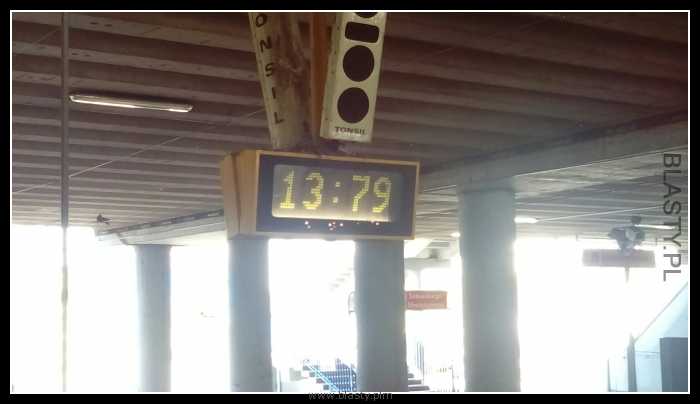 TONSIL
TONSIL
13:79
BLASTY.PL
www.blasty.pl